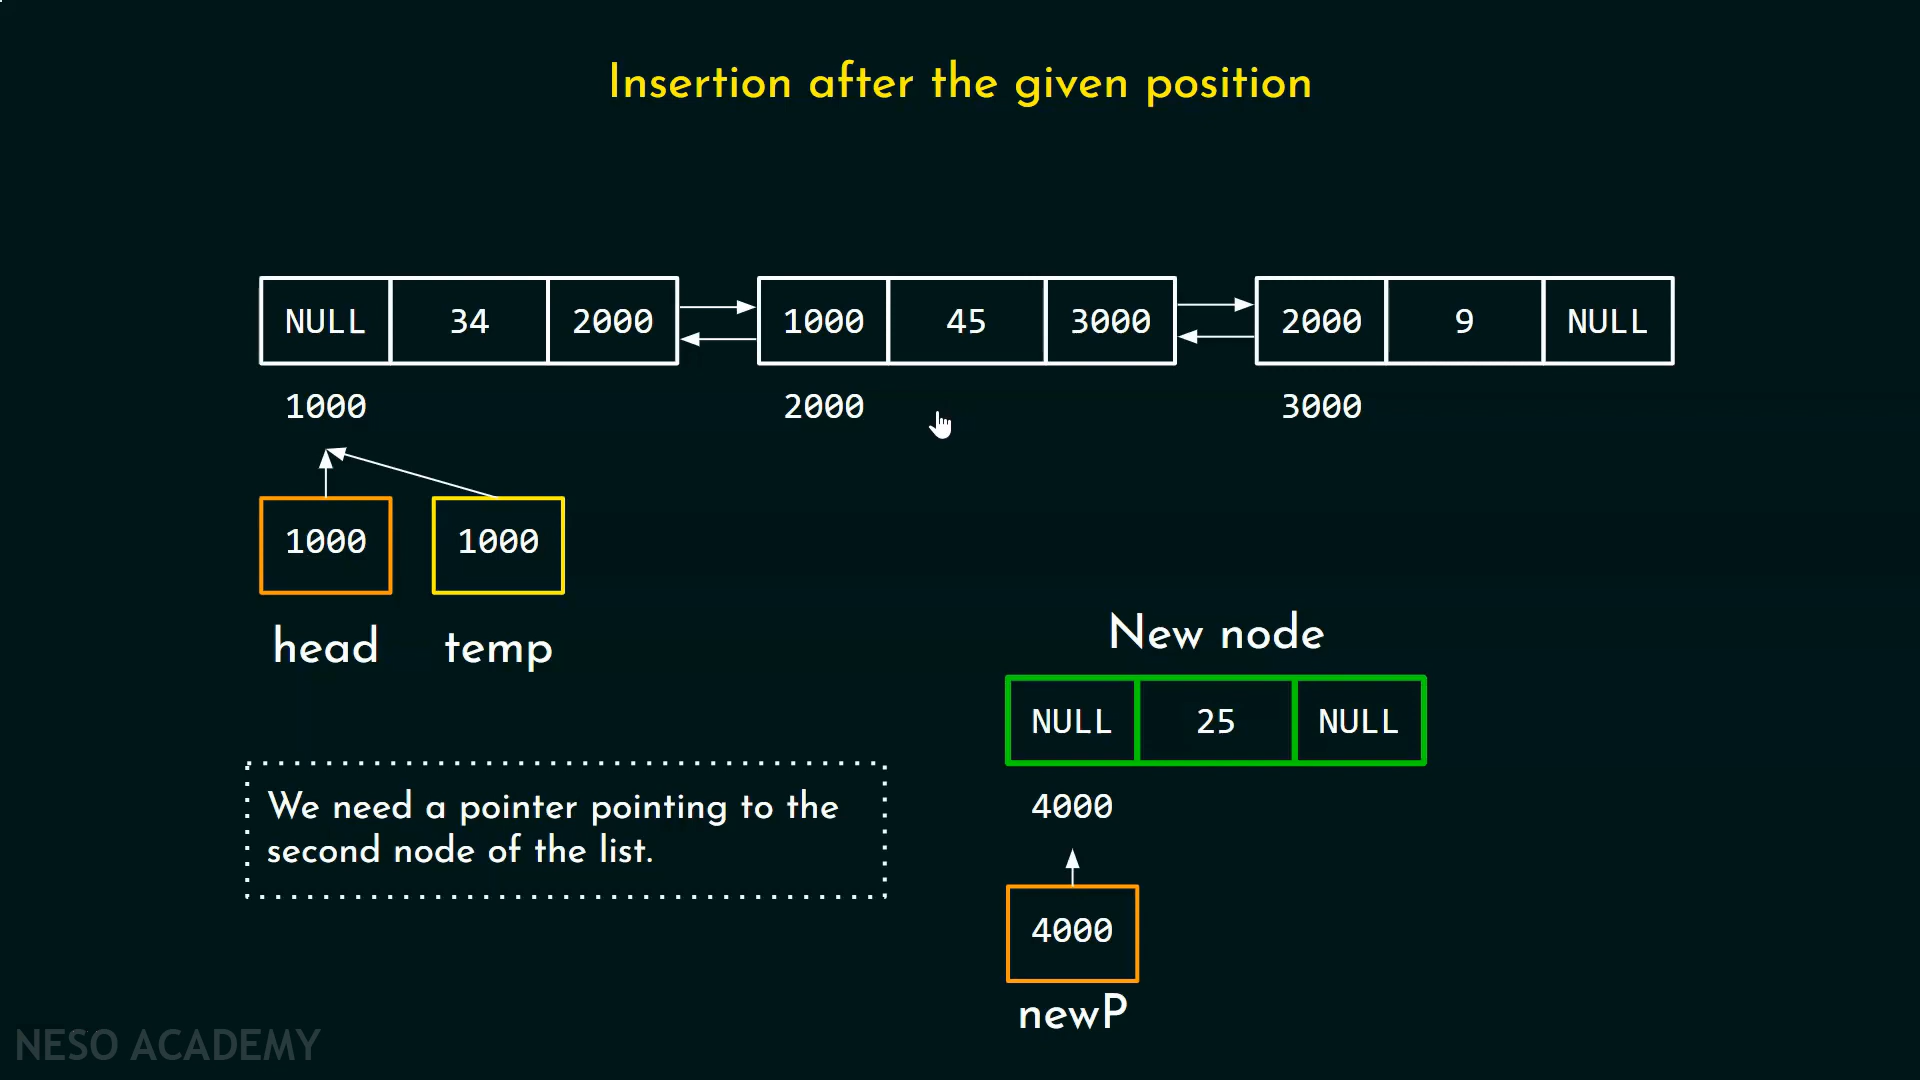 Insertion after the given position
NULL 34 2000 1000 45 3000 2000 9 NULL
1000 2000 3000
1000 1000
head temp
New node
NULL 25 NULL
4000
We need a pointer pointing to the
second node of the list.
4000
newP
NESO ACADEMY